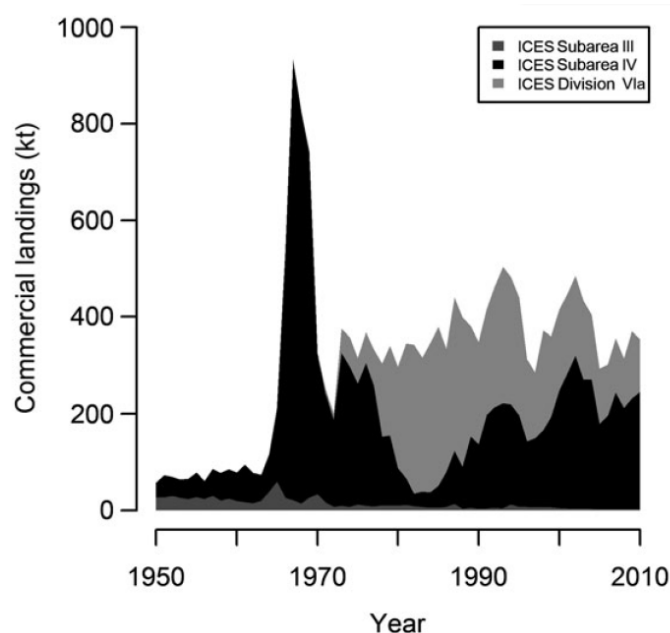 1000
800
600
400
200
0
Commercial landings (kt)
ICES Subarea III
ICES Subarea IV
ICES Division VIa
1950
1970
1990
2010
Year